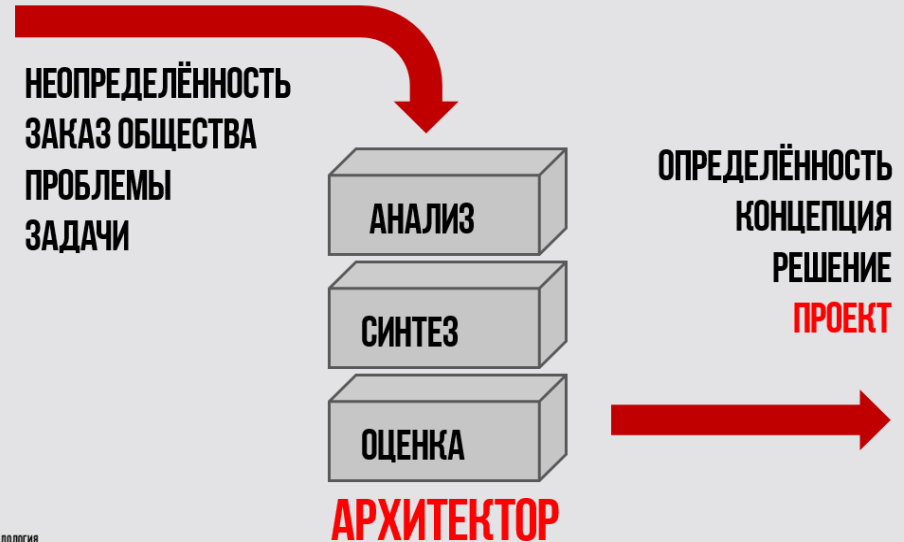 НЕОПРЕДЕЛЁННОСТЬ
ЗАКАЗ ОБЩЕСТВА
ПРОБЛЕМЫ
ЗАДАЧИ
АНАЛИЗ
СИНТЕЗ
ОЦЕНКА
АРХИТЕКТОР
ОПРЕДЕЛЁННОСТЬ
КОНЦЕПЦИЯ
РЕШЕНИЕ
ПРОЕКТ